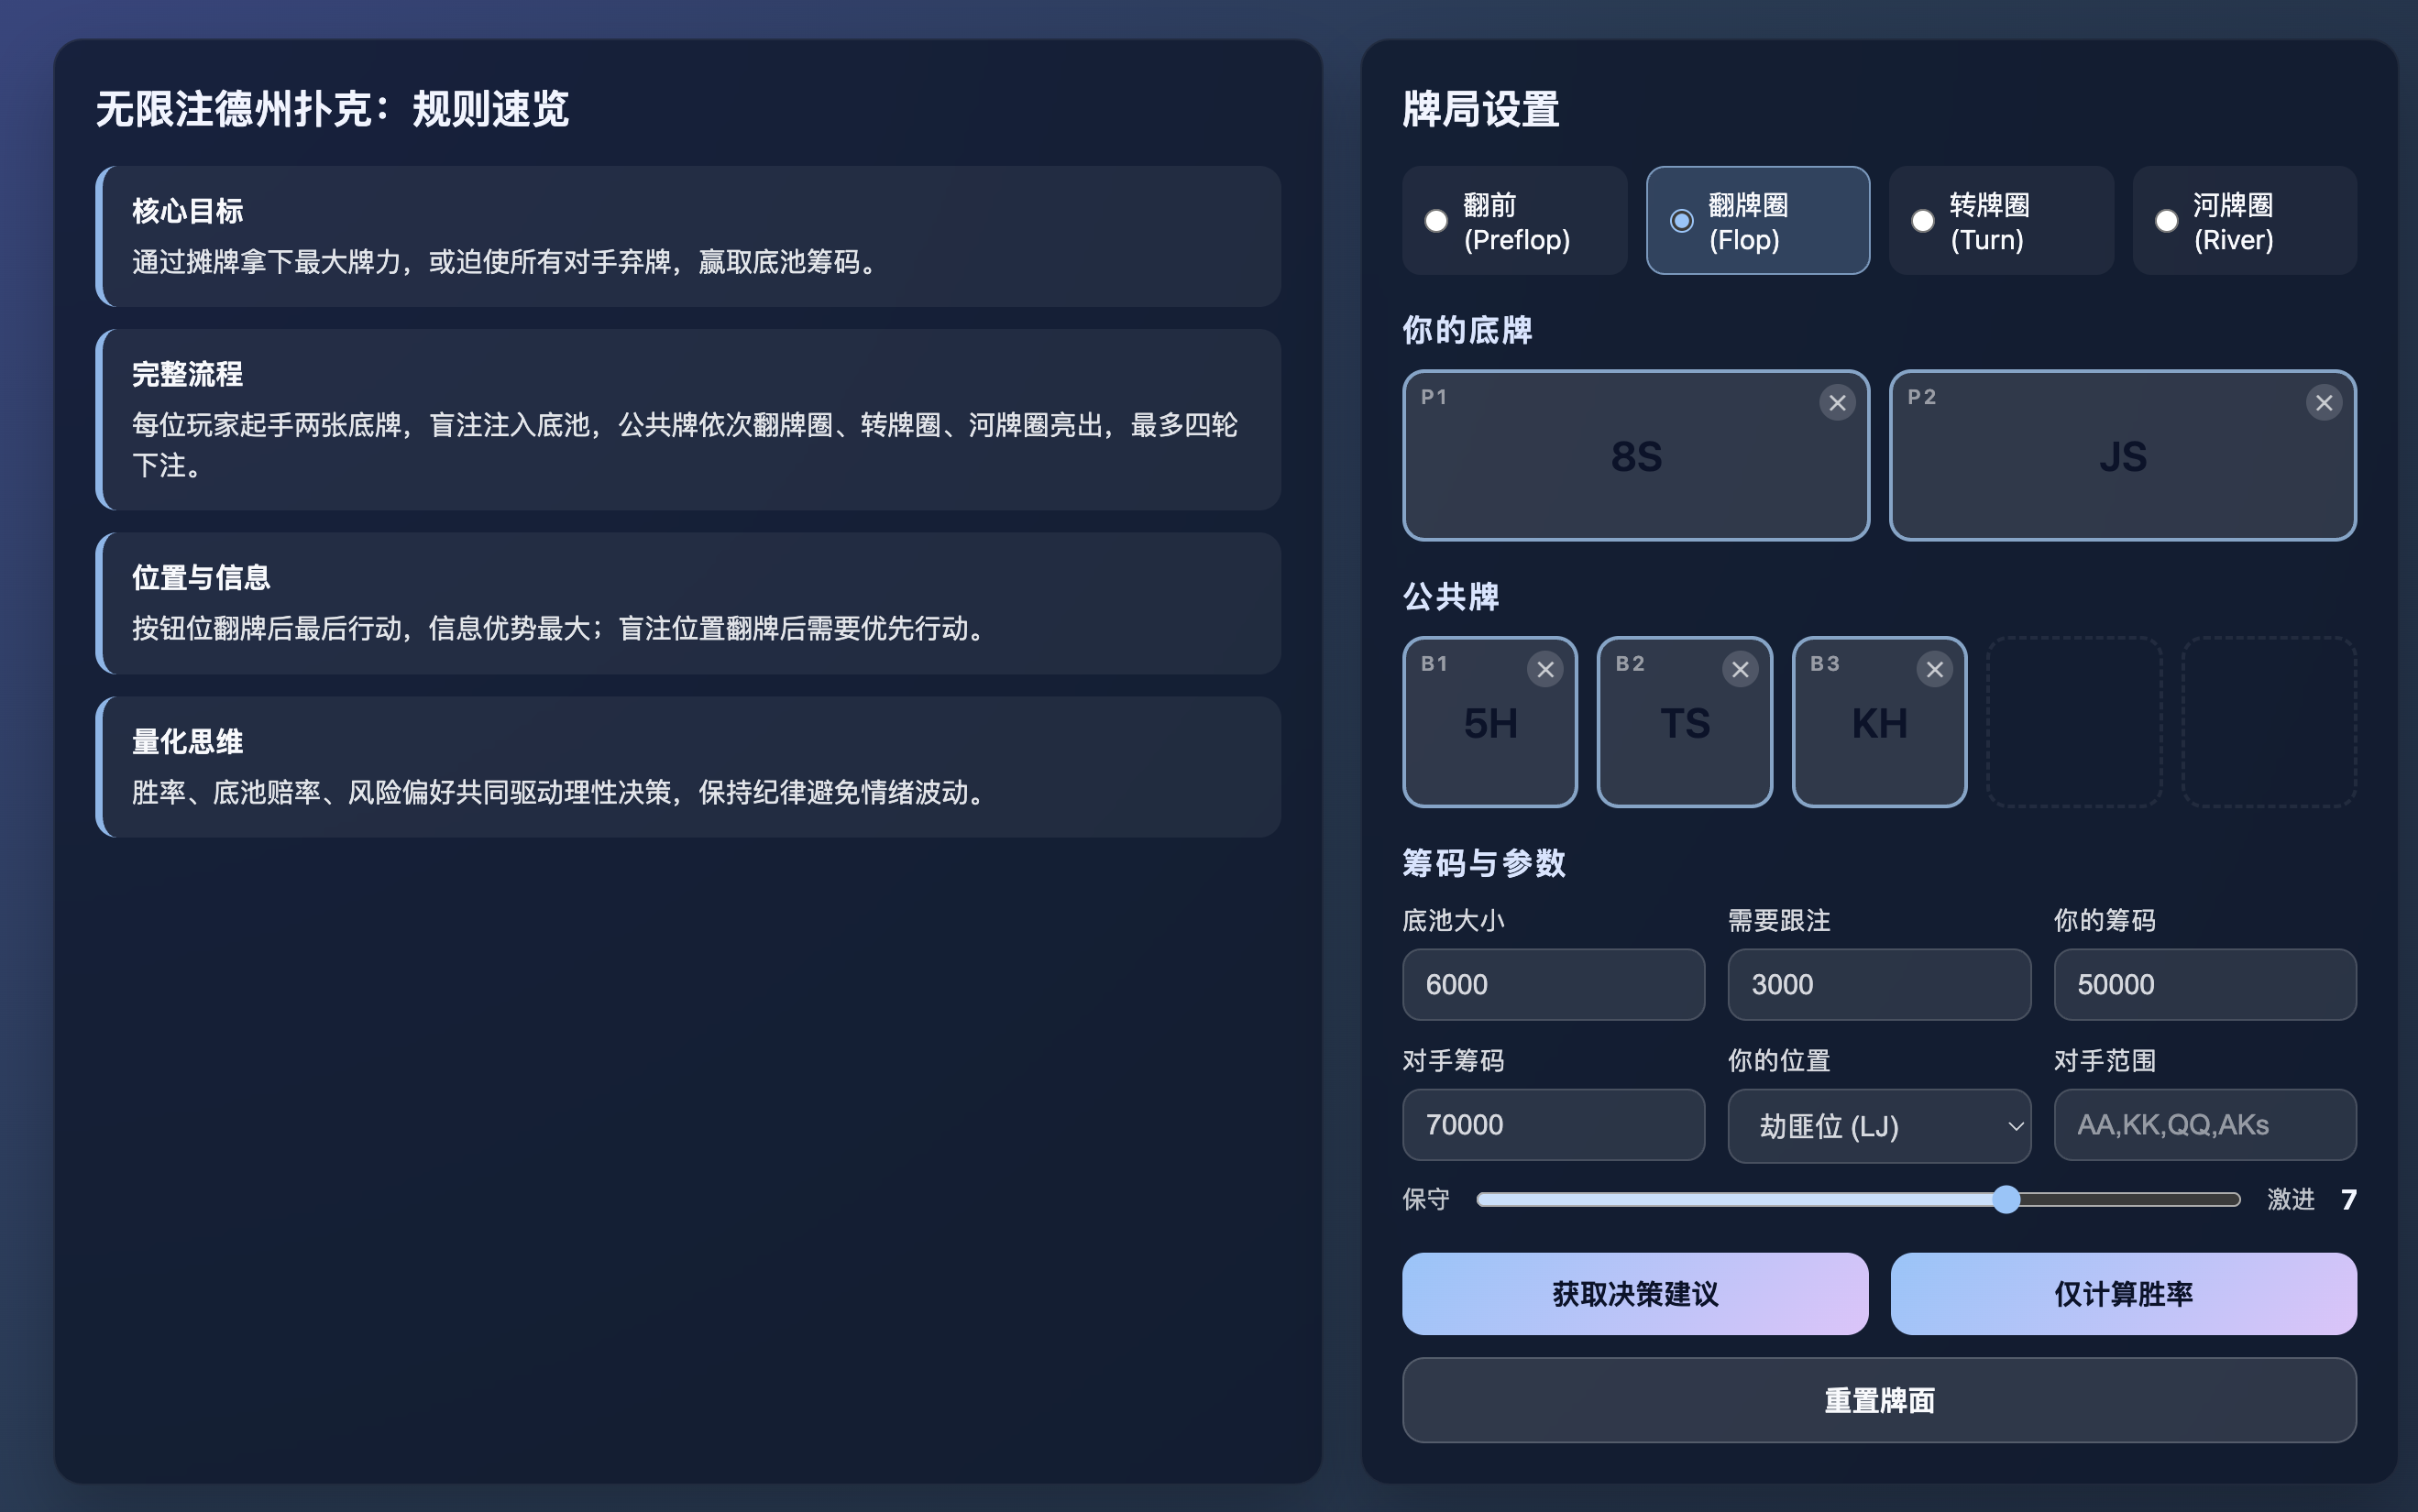 无限注德州扑克：规则速览
核心目标
通过摊牌拿下最大牌力，或迫使所有对手弃牌，赢取底池筹码。
完整流程
每位玩家起手两张底牌，盲注注入底池，公共牌依次翻牌圈、转牌圈、河牌圈亮出，最多四轮
下注。
位置与信息
按钮位翻牌后最后行动，信息优势最大；盲注位置翻牌后需要优先行动。
量化思维
胜率、底池赔率、风险偏好共同驱动理性决策，保持纪律避免情绪波动。
牌局设置
翻前
(Preflop)
翻牌圈
(Flop)
转牌圈
(Turn)
河牌圈
(River)
你的底牌
P1
8S
P2
JS
公共牌
B1
5H
B2
TS
B3
KH
筹码与参数
底池大小
需要跟注
你的筹码
6000
3000
50000
对手筹码
你的位置
对手范围
70000
劫匪位 (LJ)
AA,KK,QQ,AKs
保守
激进
7
获取决策建议
仅计算胜率
重置牌面